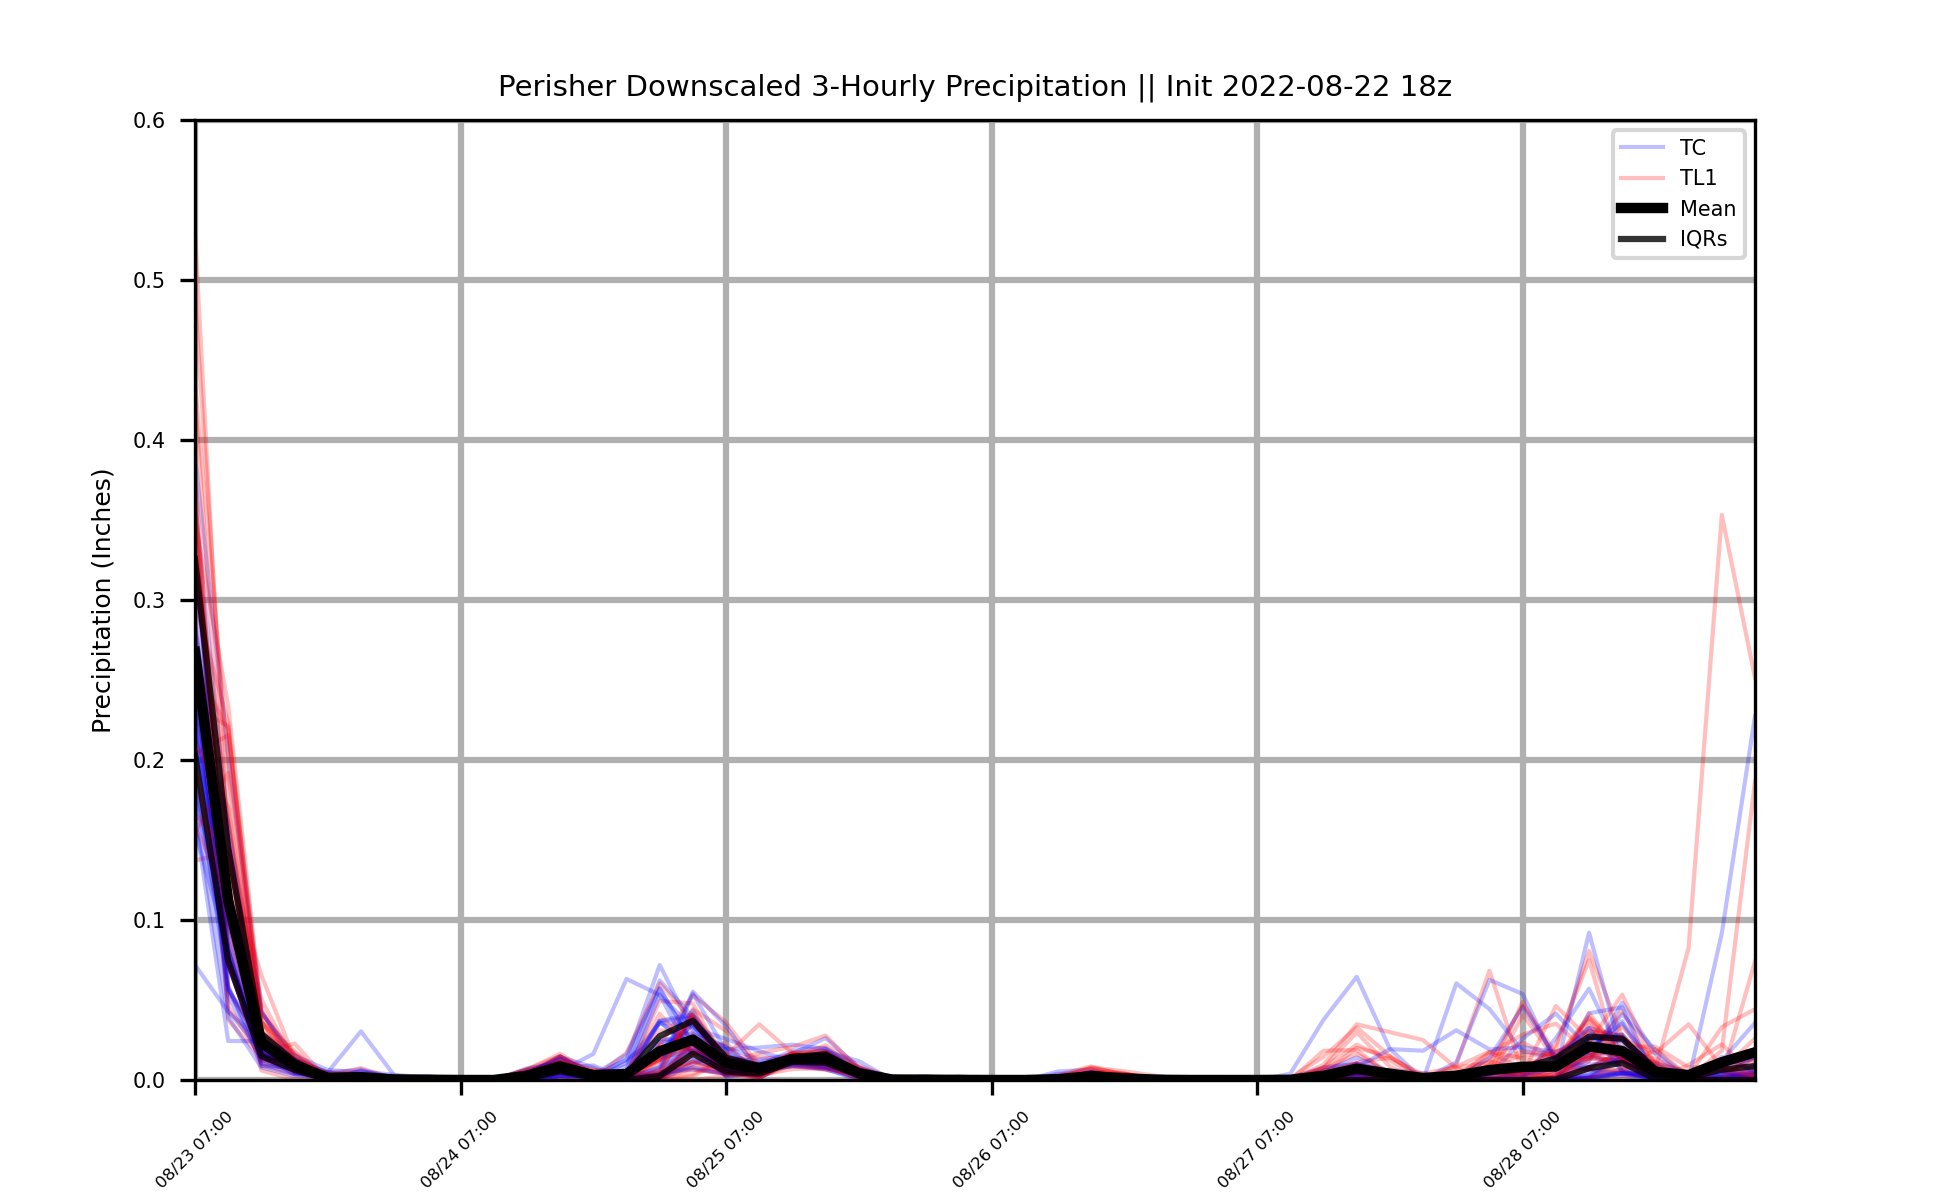 Perisher Downscaled 3-Hourly Precipitation || Init 2022-08-22 18z
Precipitation (Inches)
0.6
0.5
0.4
0.3
0.2
0.1
0.0
TC
TL1
Mean
IQRs
08/23 07:00
08/24 07:00
08/25 07:00
08/26 07:00
08/27 07:00
08/28 07:00